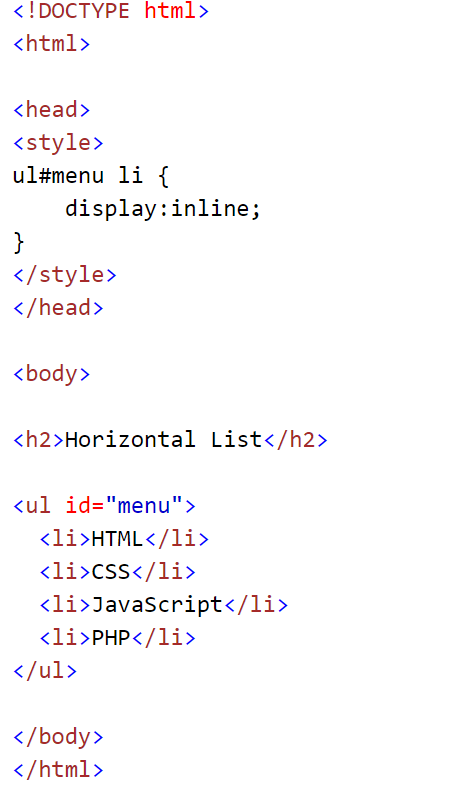 <!DOCTYPE html>
<html>
<head>
<style>
ul#menu li {
    display:inline;
}
</style>
</head>
<body>
<h2>Horizontal List</h2>
<ul id="menu">
  <li>HTML</li>
  <li>CSS</li>
  <li>JavaScript</li>
  <li>PHP</li>
</ul>
</body>
</html>